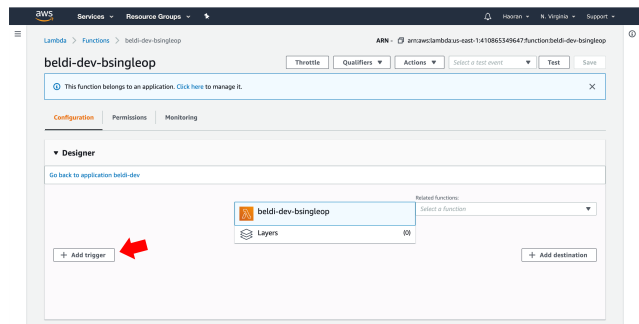 aws Services Resource Groups Haoran N. Virginia Support
Lambda > Functions > beldi-dev-bsingleop ARN - arn:aws:lambda:us-east-1:410865349647:function:beldi-dev-bsingleop
beldi-dev-bsingleop Throttle Qualifiers Actions Select a test event Test Save
This function belongs to an application. Click here to manage it.
Configuration Permissions Monitoring
Designer
Go back to application beldi-dev
Related functions:
beldi-dev-bsingleop Select a function
Layers (0)
+ Add trigger + Add destination